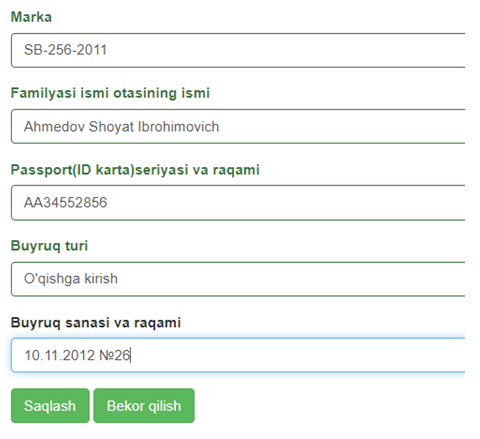 Marka
SB-256-2011
Familyasi ismi otasining ismi
Ahmedov Shoyat Ibrohimovich
Passport(ID karta)seriyasi va raqami
AA34552856
Buyruq turi
O'qishga kirish
Buyruq sanasi va raqami
10.11.2012 №26
Saqlash Bekor qilish